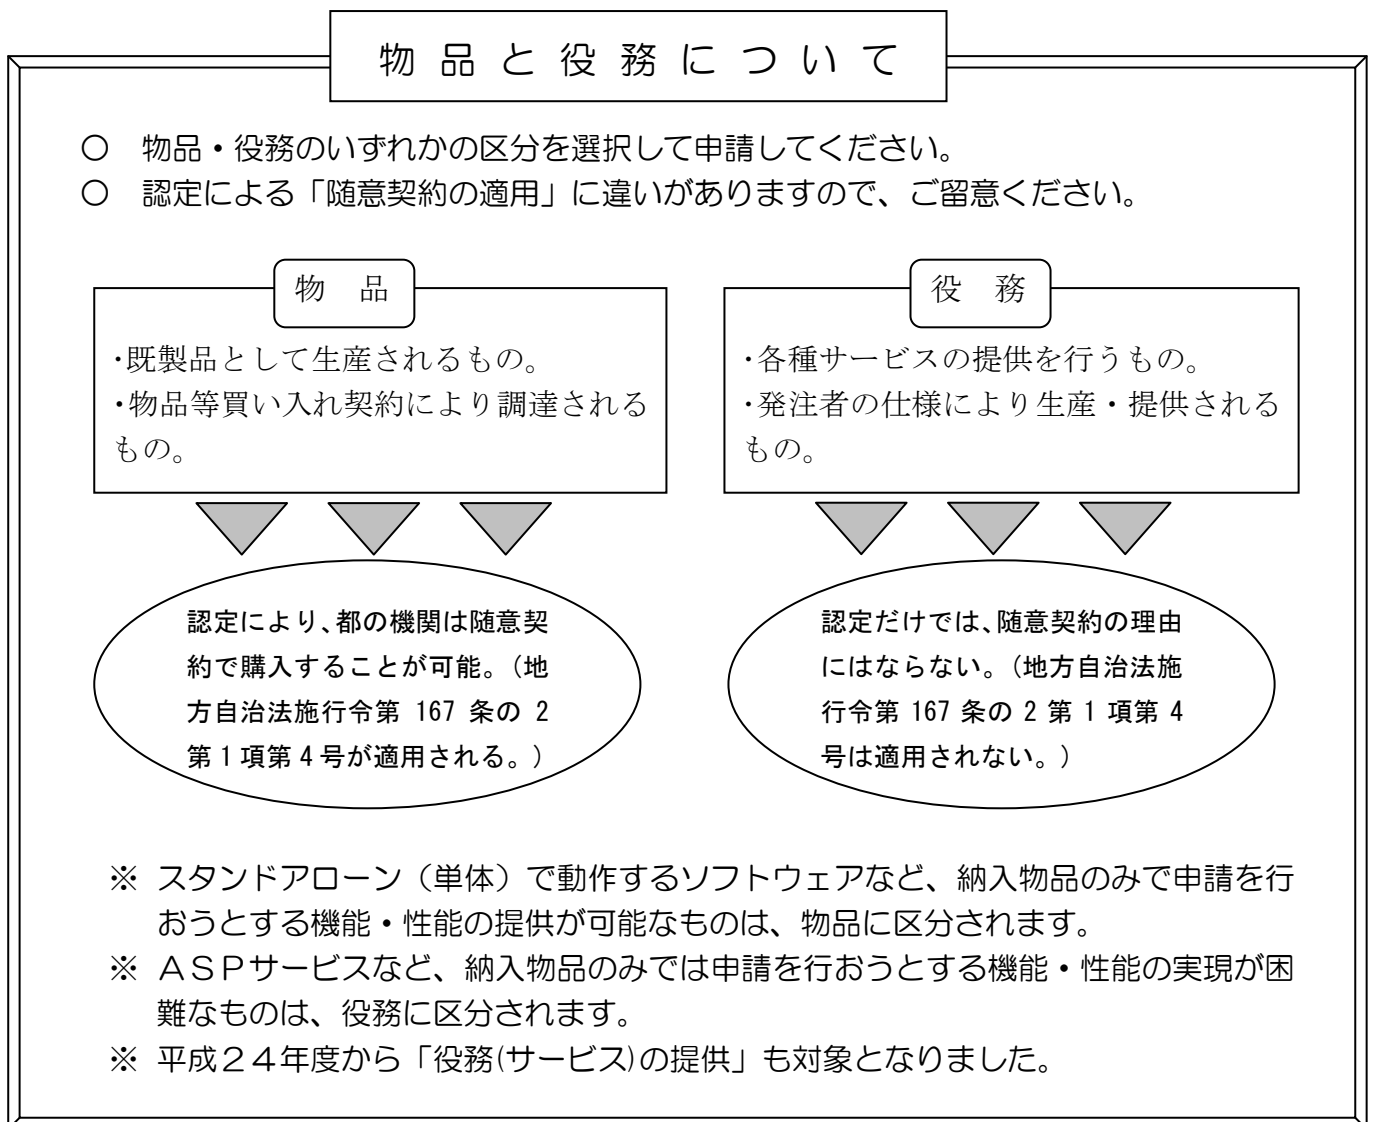 物品と役務について
○ 物品・役務のいずれかの区分を選択して申請してください。
○ 認定による「随意契約の適用」に違いがありますので、ご留意ください。
物 品
・既製品として生産されるもの。
・物品等買い入れ契約により調達される
もの。
認定により、都の機関は随意契
約で購入することが可能。（地
方自治法施行令第 167 条の 2
第 1 項第 4 号が適用される。）
役 務
・各種サービスの提供を行うもの。
・発注者の仕様により生産・提供される
もの。
認定だけでは、随意契約の理由
にはならない。（地方自治法施
行令第 167 条の 2 第 1 項第 4
号は適用されない。）
※ スタンドアローン（単体）で動作するソフトウェアなど、納入物品のみで申請を行
おうとする機能・性能の提供が可能なものは、物品に区分されます。
※ ＡＳＰサービスなど、納入物品のみでは申請を行おうとする機能・性能の実現が困
難なものは、役務に区分されます。
※ 平成２４年度から「役務(サービス)の提供」も対象となりました。